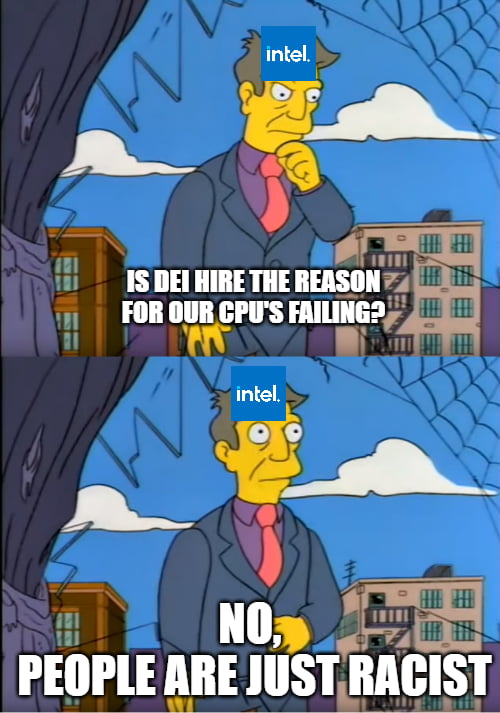 intel.
IS DEI HIRE THE REASON
FOR OUR CPU'S FAILING?
intel.
NO,
PEOPLE ARE JUST RACIST